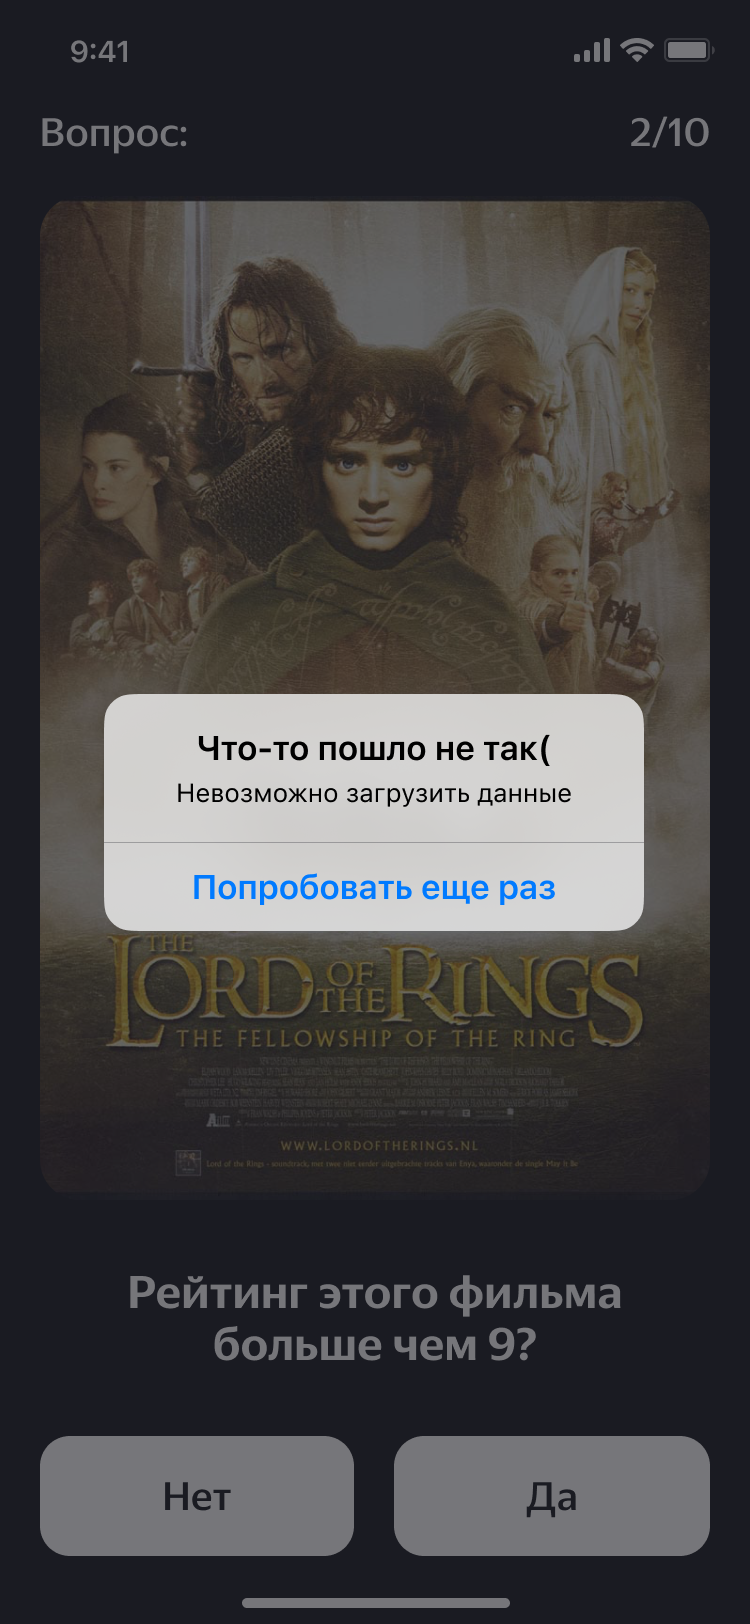 9:41
Вопрос:
2/10
Что-то пошло не так(
Невозможно загрузить данные
Попробовать еще раз
THE
LORD OF THE RINGS
THE FELLOWSHIP OF THE RING
WWW.LORDOFTHERINGS.NL
Рейтинг этого фильма
больше чем 9?
Нет
Да